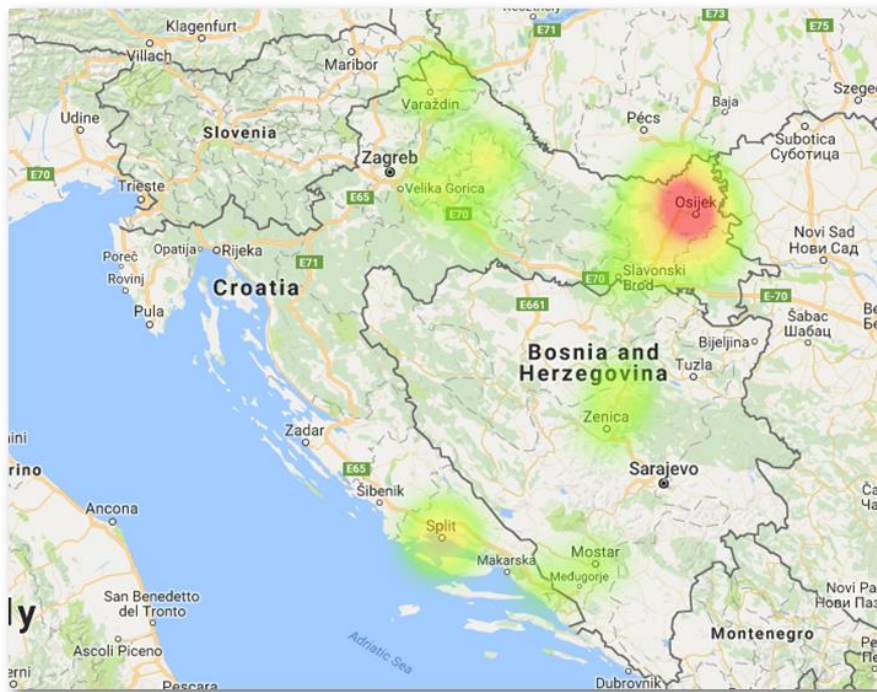 Klagenfurt
Villach
Maribor
E71
E73
E75
Varaždin
Szeged
Pécs
Baja
Udine
Slovenia
Subotica
Суботица
Zagreb
E70
Trieste
Velika Gorica
E65
E70
Osijek
Novi Sad
Нови Сад
Opatija
Rijeka
Poreč
Rovinj
E71
E70
Slavonski
Brod
Croatia
E661
E-70
Pula
Šabac
Шабац
Bosnia and
Herzegovina
Bijeljina
Tuzla
Zenica
Zadar
E65
Sarajevo
Šibenik
Ancona
Split
Mostar
Makarska
Međugorje
San Benedetto
del Tronto
Novi Pa
Нови Паз
ly
Ascoli Piceno
Adriatic Sea
Montenegro
Pescara
Dubrovnik